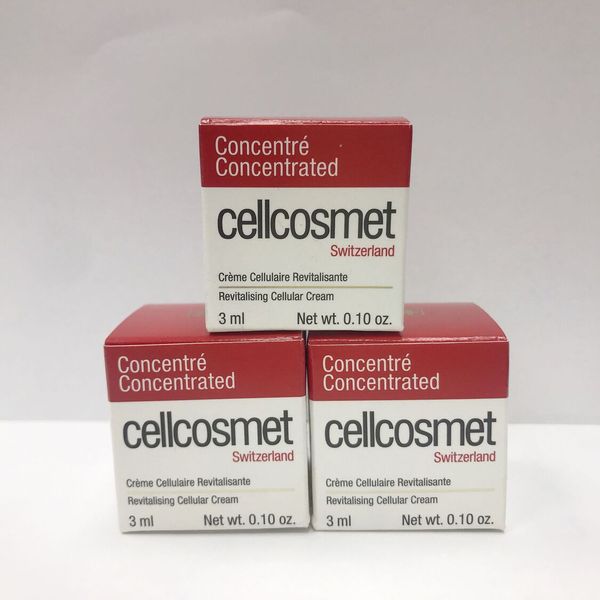 Concentré
Concentrated
cellcosmet
Switzerland
Crème Cellulaire Revitalisante
Revitalising Cellular Cream
3 ml Net wt. 0.10 oz.
Concentré
Concentrated
cellcosmet
Switzerland
Crème Cellulaire Revitalisante
Revitalising Cellular Cream
3 ml Net wt. 0.10 oz.
Concentré
Concentrated
cellcosmet
Switzerland
Crème Cellulaire Revitalisante
Revitalising Cellular Cream
3 ml Net wt. 0.10 oz.